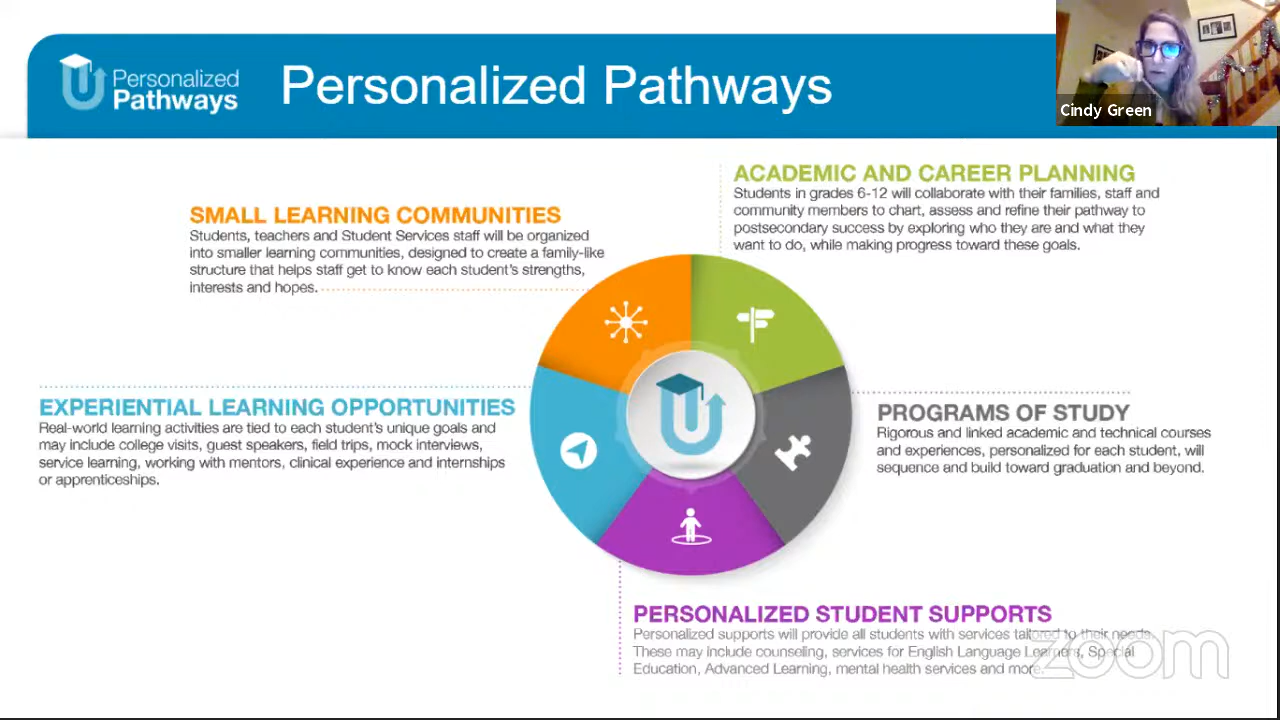 Personalized
Pathways
Personalized Pathways
Cindy Green
ACADEMIC AND CAREER PLANNING
Students in grades 6-12 will collaborate with their families, staff and
community members to chart, assess and refine their pathway to
postsecondary success by exploring who they are and what they
want to do, while making progress toward these goals.
SMALL LEARNING COMMUNITIES
Students, teachers and Student Services staff will be organized
into smaller learning communities, designed to create a family-like
structure that helps staff get to know each student's strengths,
interests and hopes.
EXPERIENTIAL LEARNING OPPORTUNITIES
Real-world learning activities are tied to each student's unique goals and
may include college visits, guest speakers, field trips, mock interviews,
service learning, working with mentors, clinical experience and internships
or apprenticeships.
PROGRAMS OF STUDY
Rigorous and linked academic and technical courses
and experiences, personalized for each student, will
sequence and build toward graduation and beyond.
PERSONALIZED STUDENT SUPPORTS
Personalized supports will provide all students with services tailored to their needs.
These may include counseling, services for English Language Learners, Special
Education, Advanced Learning, mental health services and more.
zoom